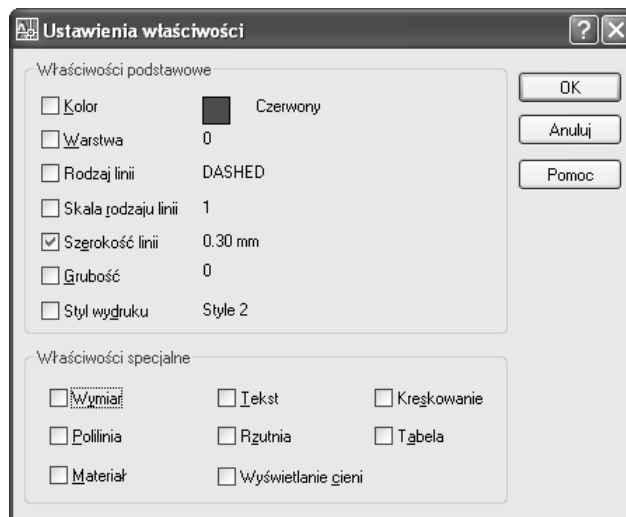 Ustawienia właściwości
Właściwości podstawowe
Kolor Czerwony
Warstwa 0
Rodzaj linii DASHED
Skala rodzaju linii 1
Szerokość linii 0.30 mm
Grubość 0
Styl wydruku Style 2
OK
Anuluj
Pomoc
Właściwości specjalne
Wymiar Tekst Kreskowanie
Polilinia Rzutnia Tabela
Materiał Wyświetlanie cieni